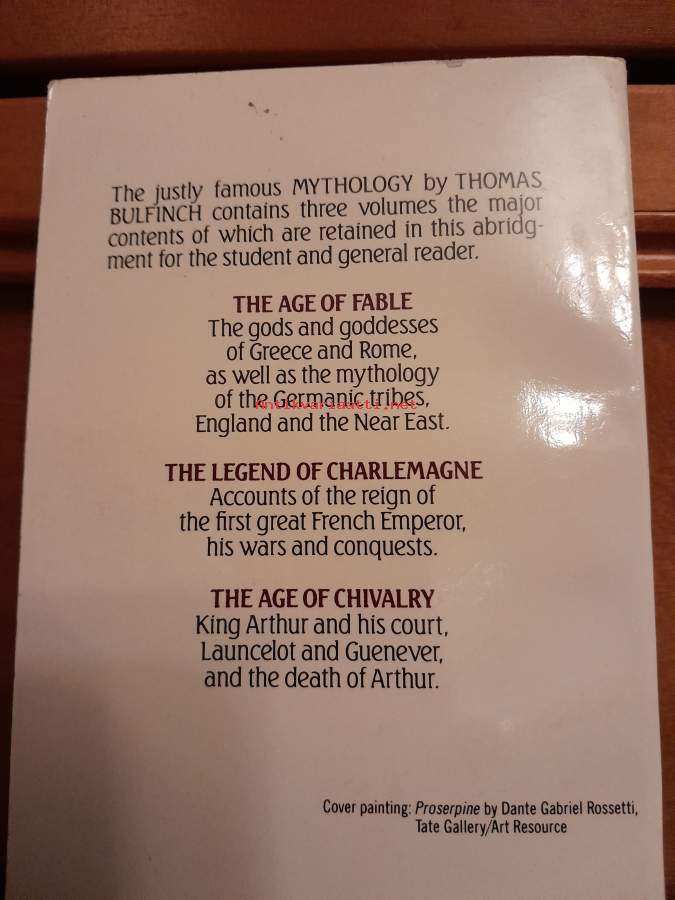 The justly famous MYTHOLOGY by THOMAS
BULFINCH contains three volumes the major
contents of which are retained in this abridg-
ment for the student and general reader.
THE AGE OF FABLE
The gods and goddesses
of Greece and Rome,
as well as the mythology
of the Germanic tribes,
Antikvariaatti.net
England and the Near East.
THE LEGEND OF CHARLEMAGNE
Accounts of the reign of
the first great French Emperor,
his wars and conquests.
THE AGE OF CHIVALRY
King Arthur and his court,
Launcelot and Guenever,
and the death of Arthur.
Cover painting: Proserpine by Dante Gabriel Rossetti,
Tate Gallery/Art Resource